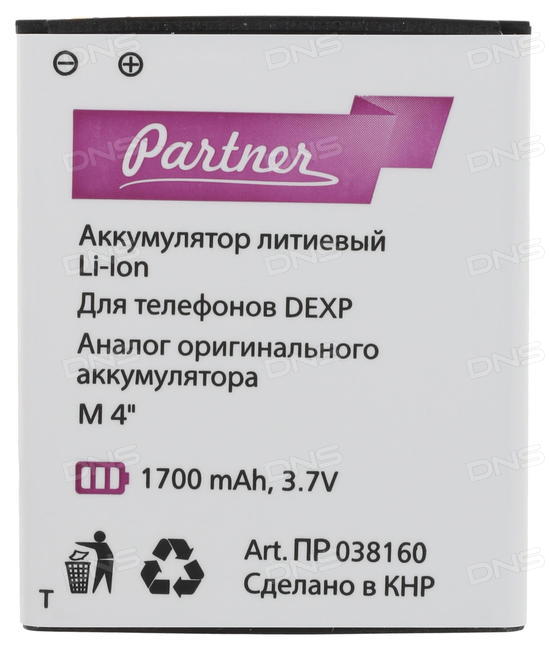 Partner
Аккумулятор литиевый
Li-Ion
Для телефонов DEXP
Аналог оригинального
аккумулятора
M 4"
1700 mAh, 3.7V
Art. ПР 038160
Сделано в КНР
T
DNS